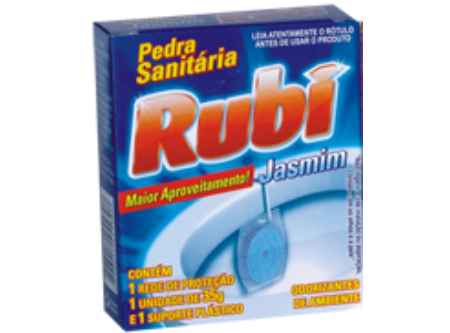 Pedra
Sanitária
LEIA ATENTAMENTE O RÓTULO
ANTES DE USAR O PRODUTO
Rubi
Jasmim
Maior Aproveitamento!
CONTÉM
1 REDE DE PROTEÇÃO
1 UNIDADE DE 35g
E 1 SUPORTE PLÁSTICO
ODORIZANTES
DE AMBIENTE